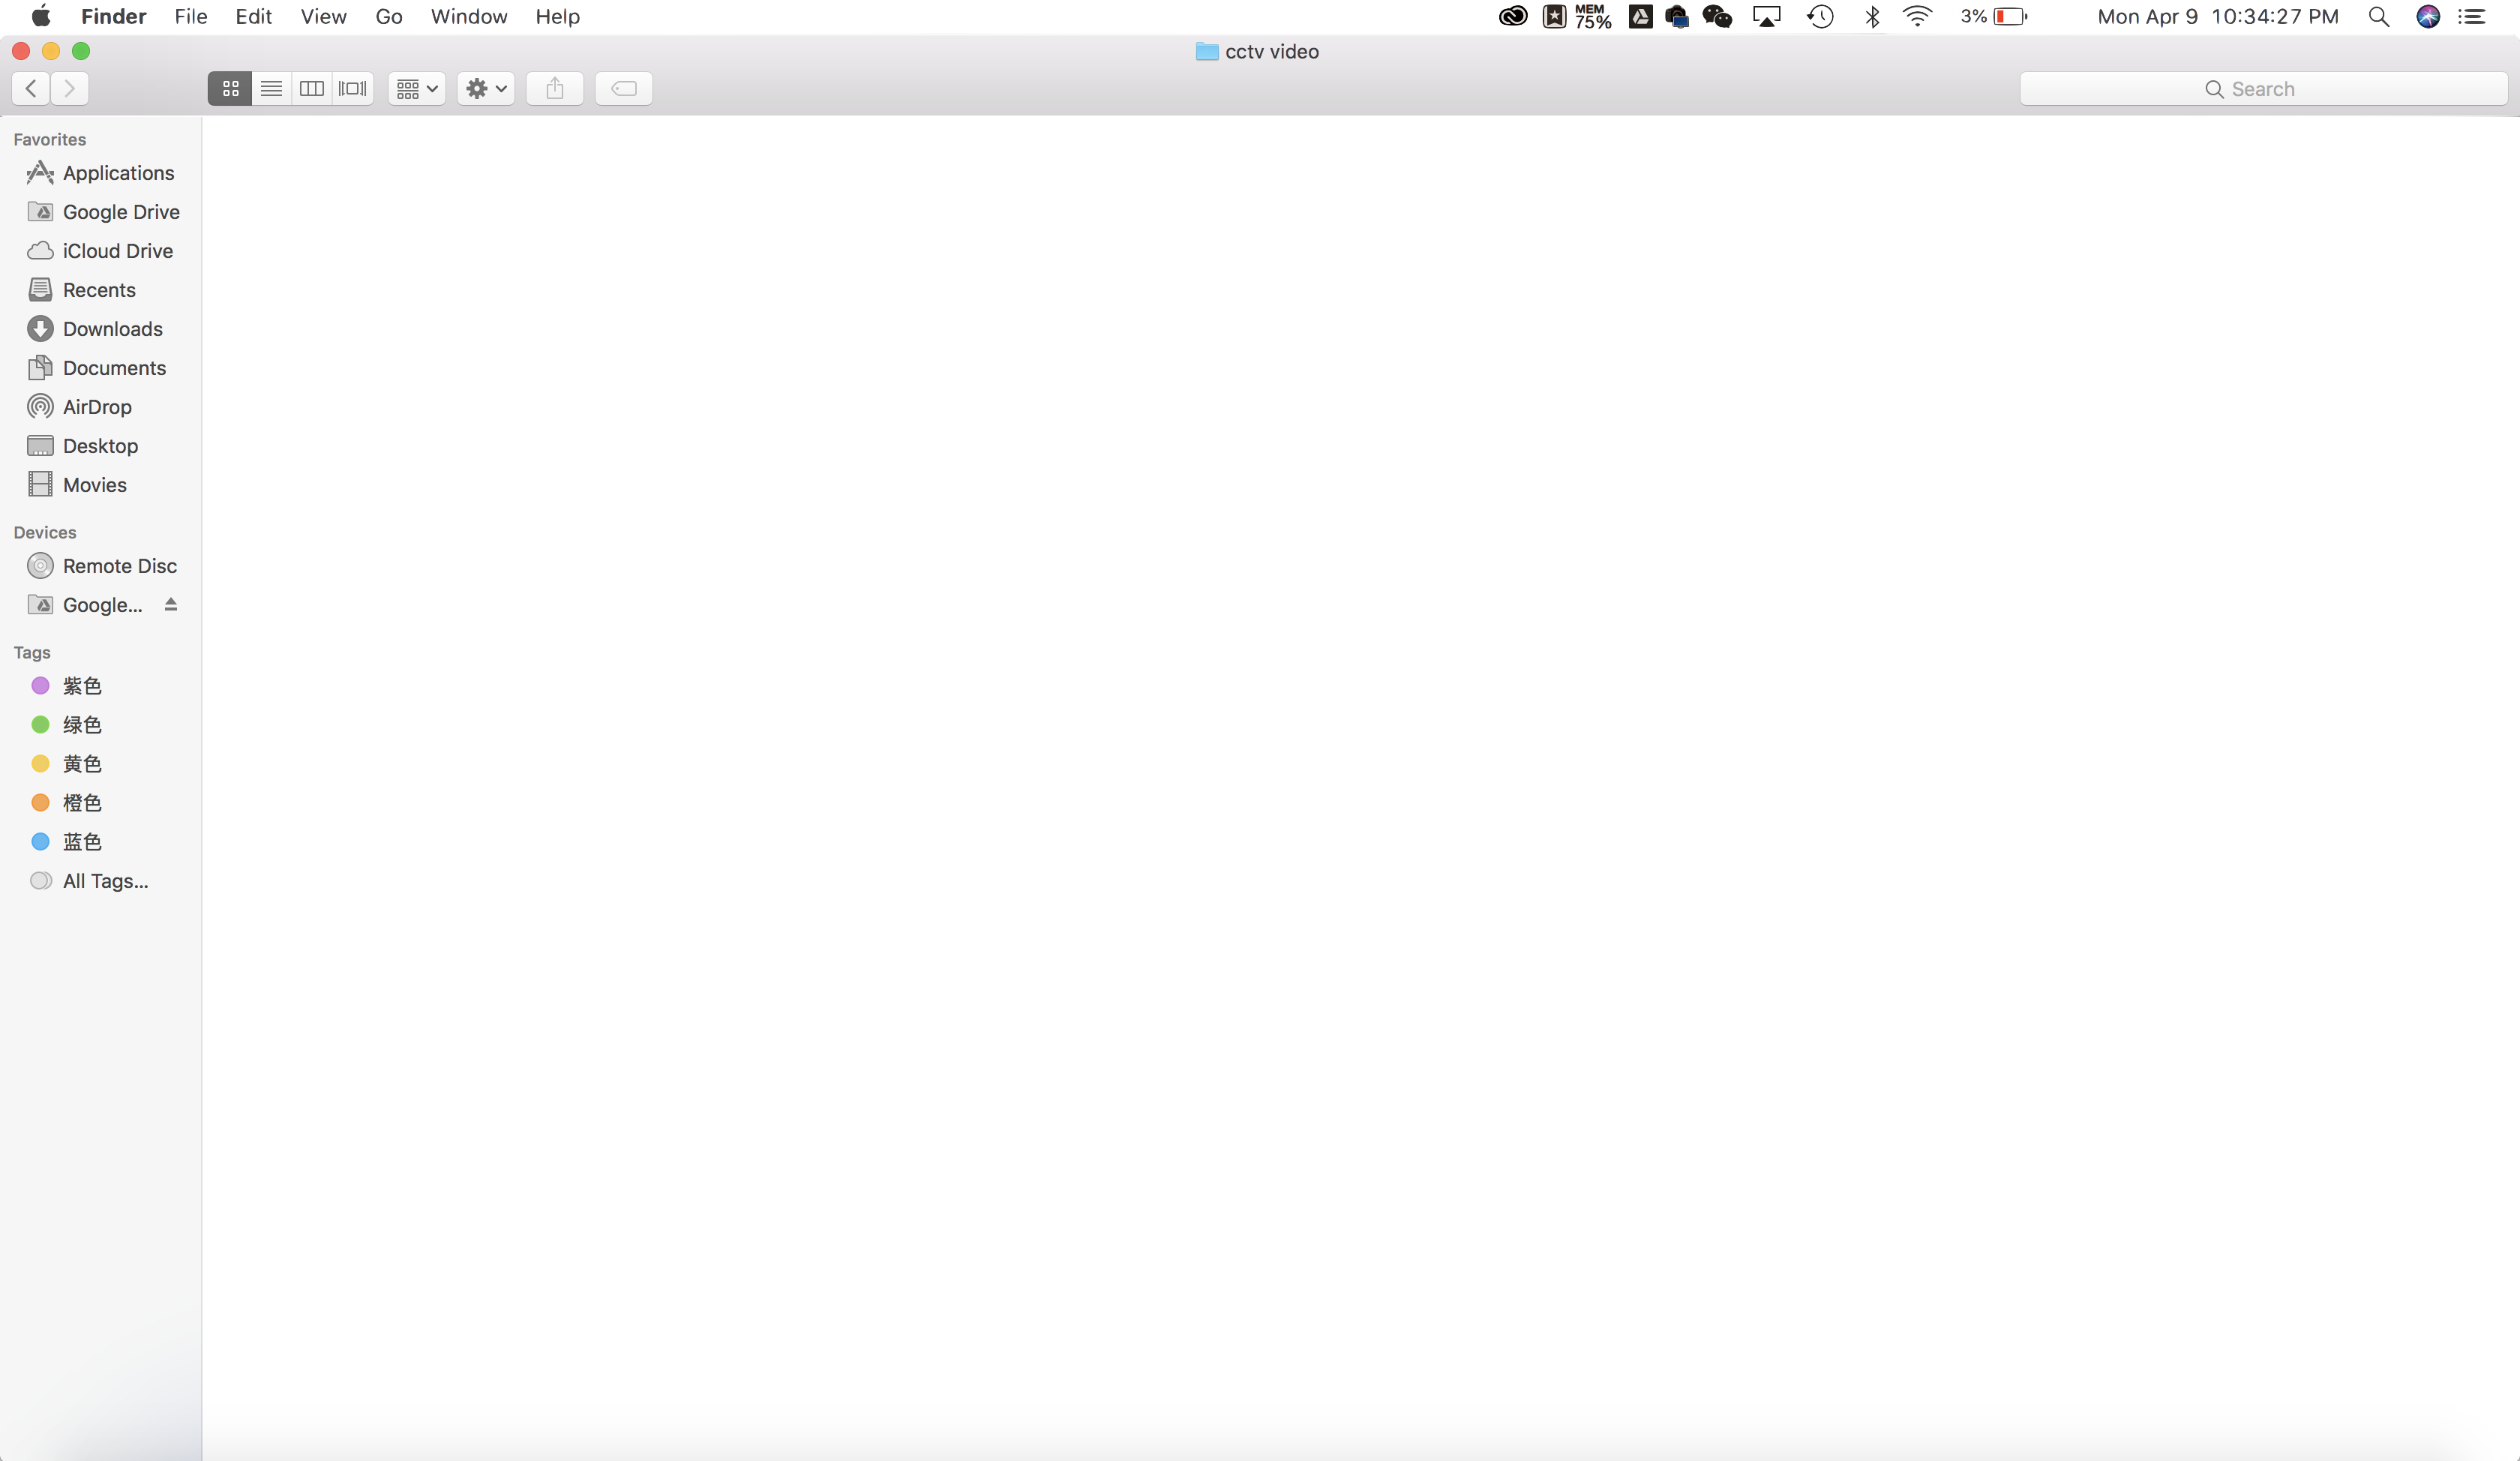 Finder File Edit View Go Window Help MEM 75% 3% Mon Apr 9 10:34:27 PM
cctv video
Search
Favorites
Applications
Google Drive
iCloud Drive
Recents
Downloads
Documents
AirDrop
Desktop
Movies
Devices
Remote Disc
Google...
Tags
紫色
绿色
黄色
橙色
蓝色
All Tags...